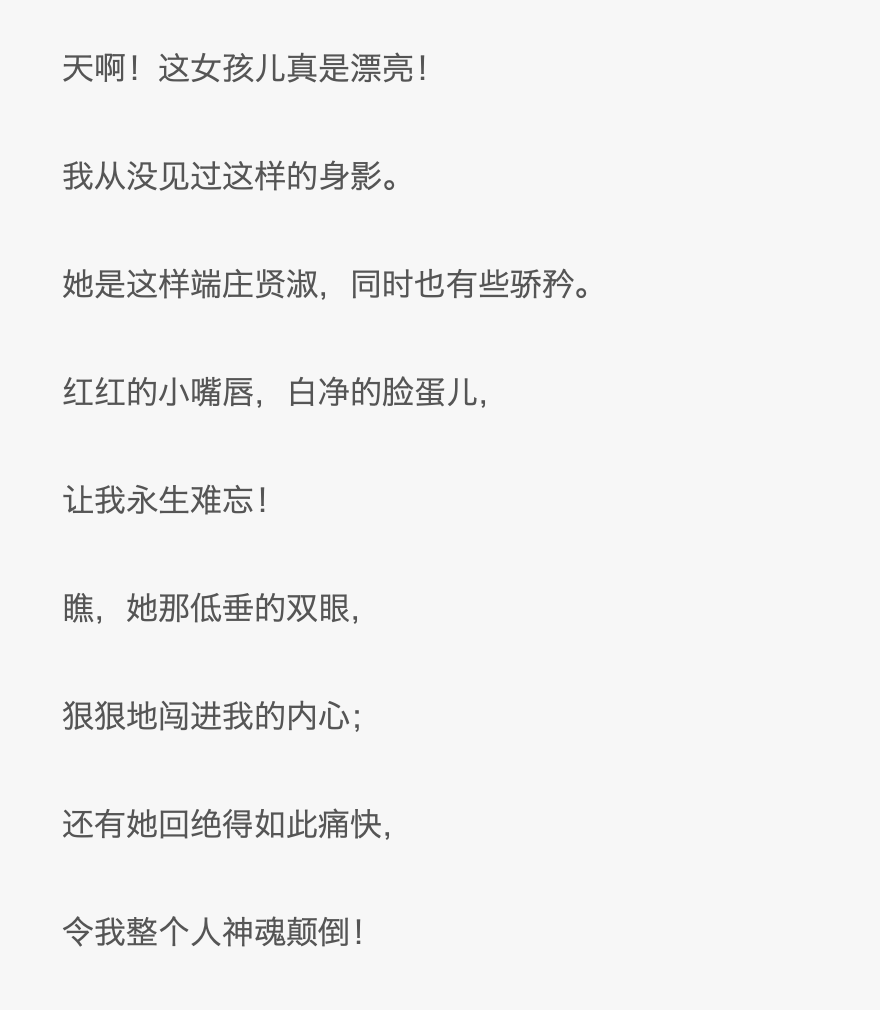 天啊！这女孩儿真是漂亮！
我从没见过这样的身影。
她是这样端庄贤淑，同时也有些骄矜。
红红的小嘴唇，白净的脸蛋儿，
让我永生难忘！
瞧，她那低垂的双眼，
狠狠地闯进我的内心；
还有她回绝得如此痛快，
令我整个人神魂颠倒！